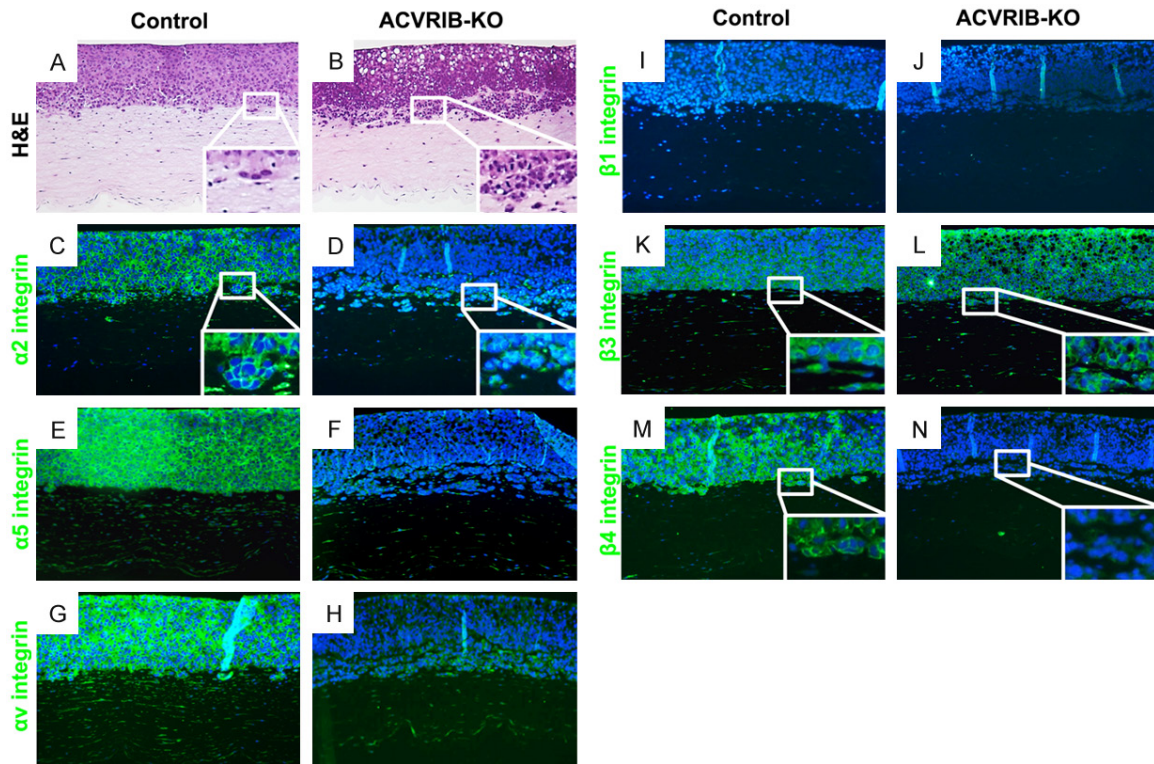 Control ACVRIB-KO Control ACVRIB-KO
H&E A B
β1 integrin I J
α2 integrin C D
β3 integrin K L
α5 integrin E F
β4 integrin M N
αv integrin G H